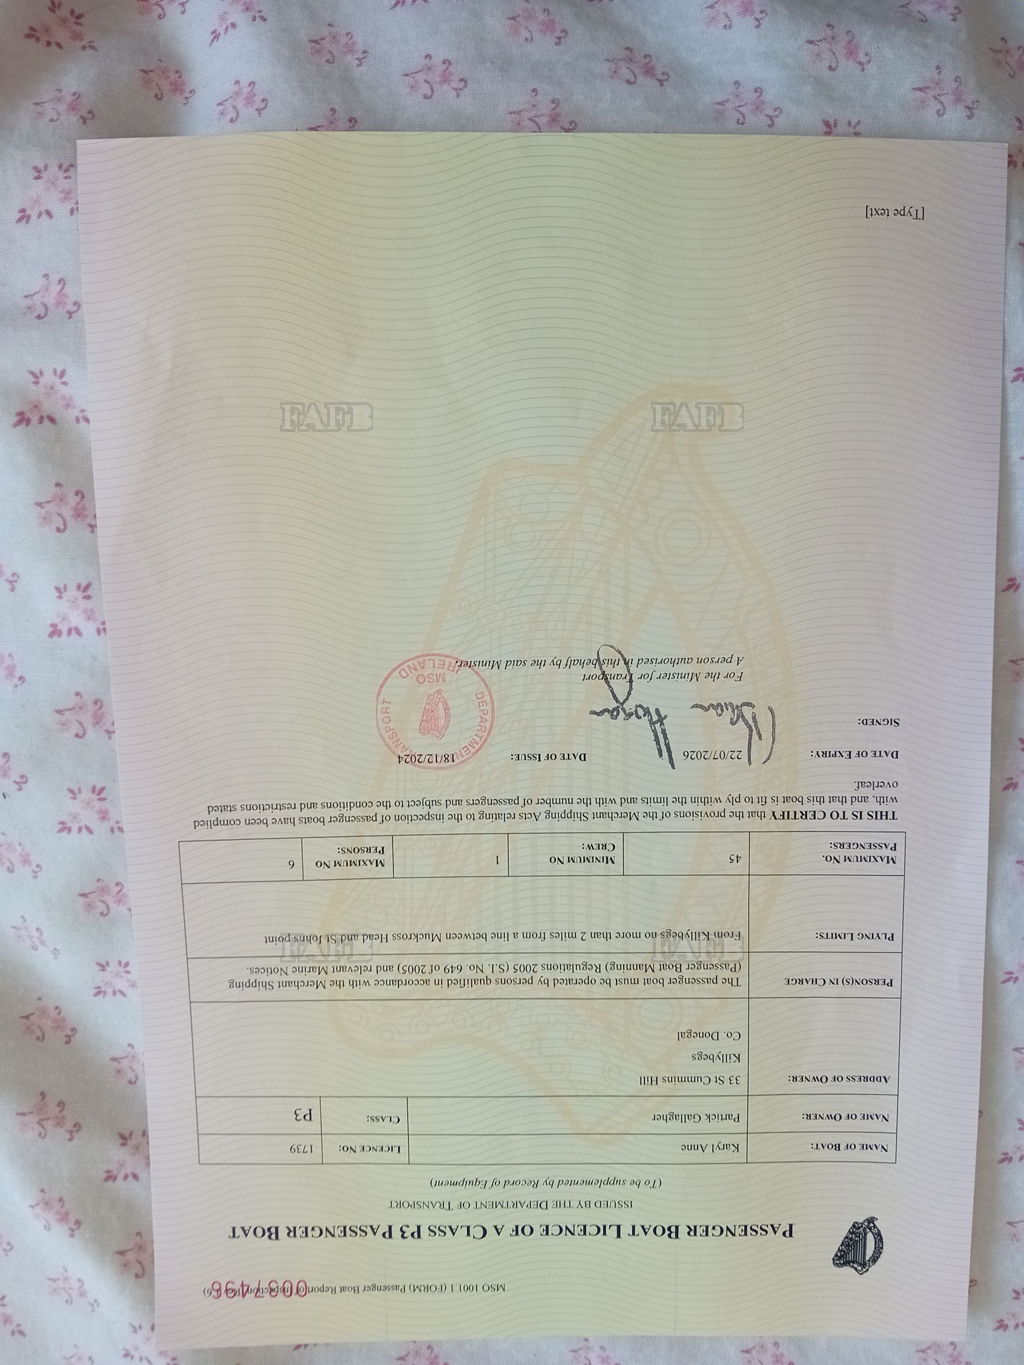 MSO 1001 1 (FORM) Passenger Boat Report of Inspection
0037496
PASSENGER BOAT LICENCE OF A CLASS P3 PASSENGER BOAT
ISSUED BY THE DEPARTMENT OF TRANSPORT
(To be supplemented by Record of Equipment)
NAME OF BOAT: Karyl Anne LICENCE NO: 1739
NAME OF OWNER: Partick Gallagher CLASS: P3
ADDRESS OF OWNER: 33 St Cummins Hill
Killybegs
Co. Donegal
PERSON(S) IN CHARGE The passenger boat must be operated by persons qualified in accordance with the Merchant Shipping
(Passenger Boat Manning) Regulations 2005 (S.I. No. 649 of 2005) and relevant Marine Notices.
PLYING LIMITS: From Killybegs no more than 2 miles from a line between Muckross Head and St Johns point
MAXIMUM NO. PASSENGERS: 45 MINIMUM NO CREW: 1 MAXIMUM NO PERSONS: 6
THIS IS TO CERTIFY that the provisions of the Merchant Shipping Acts relating to the inspection of passenger boats have been complied
with, and that this boat is fit to ply within the limits and with the number of passengers and subject to the conditions and restrictions stated
overleaf.
DATE OF EXPIRY: 22/07/2026 DATE OF ISSUE: 18/12/2024
SIGNED:
For the Minister for Transport
A person authorised in this behalf by the said Minister.
DEPARTMENT TRANSPORT
MSO
IRELAND
[Type text]
FAFB FAFB
FAFB FAFB